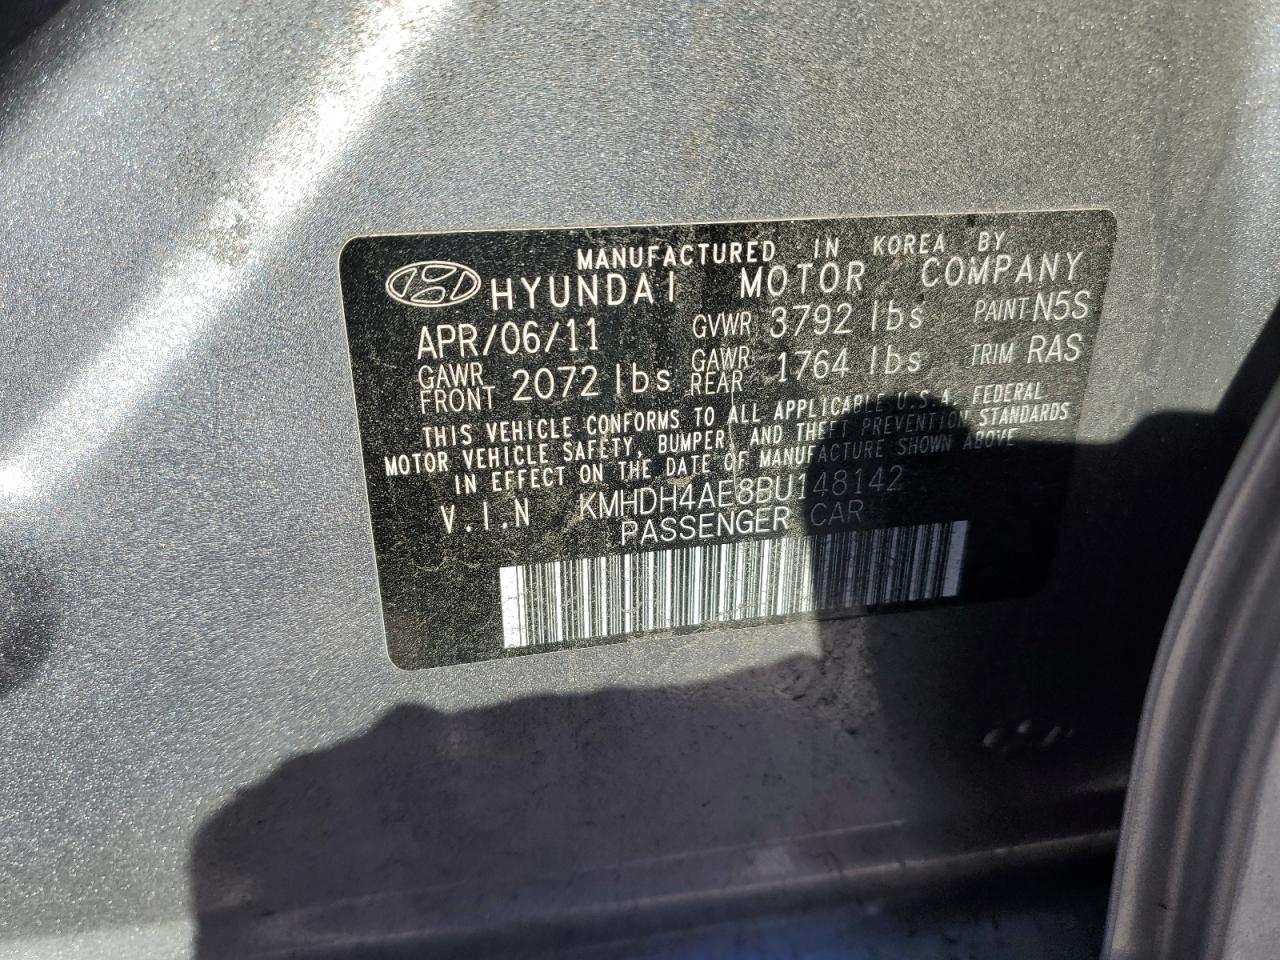 MANUFACTURED IN KOREA BY
HYUNDAI MOTOR COMPANY
APR/06/11 GVWR 3792 lbs PAINT N5S
GAWR FRONT 2072 lbs GAWR REAR 1764 lbs TRIM RAS
THIS VEHICLE CONFORMS TO ALL APPLICABLE U.S.A. FEDERAL
MOTOR VEHICLE SAFETY, BUMPER, AND THEFT PREVENTION STANDARDS
IN EFFECT ON THE DATE OF MANUFACTURE SHOWN ABOVE
V.I.N KMHDH4AE8BU148142
PASSENGER CAR